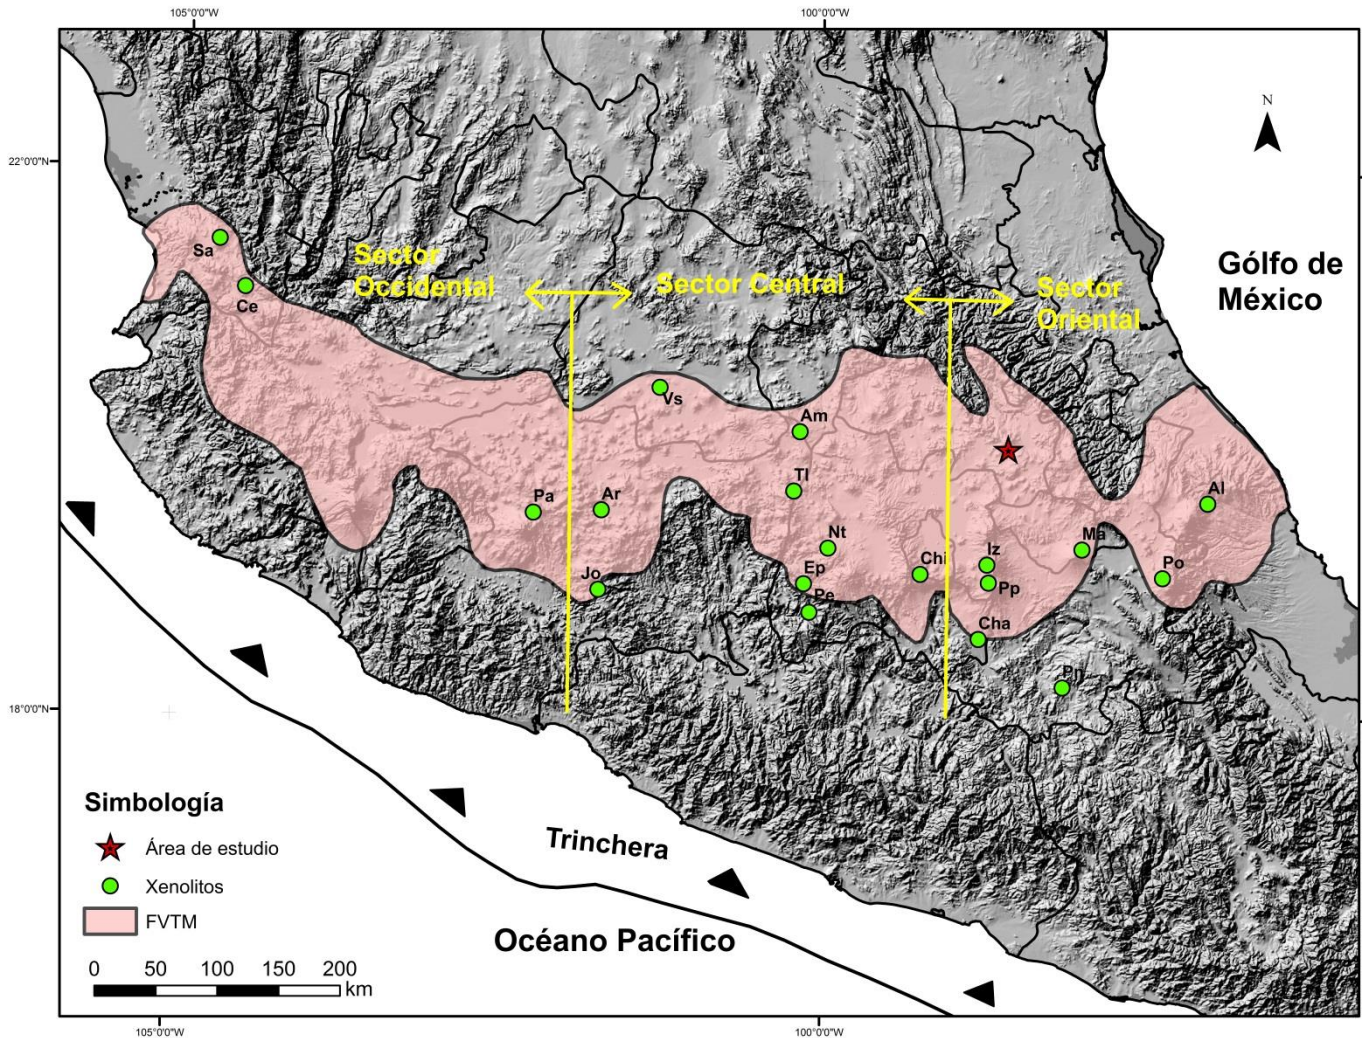 105°0'0"W
100°0'0"W
N
22°0'0"N
Sa
Ce
Sector
Occidental
Sector Central
Sector
Oriental
Gólfo de
México
Vs
Am
Tl
Pa
Ar
Al
Nt
Ma
Iz
Chi
Po
Jo
Ep
Pp
Pe
Cha
18°0'0"N
Simbología
Área de estudio
Xenolitos
FVTM
0 50 100 150 200
km
Trinchera
Océano Pacífico
105°0'0"W
100°0'0"W